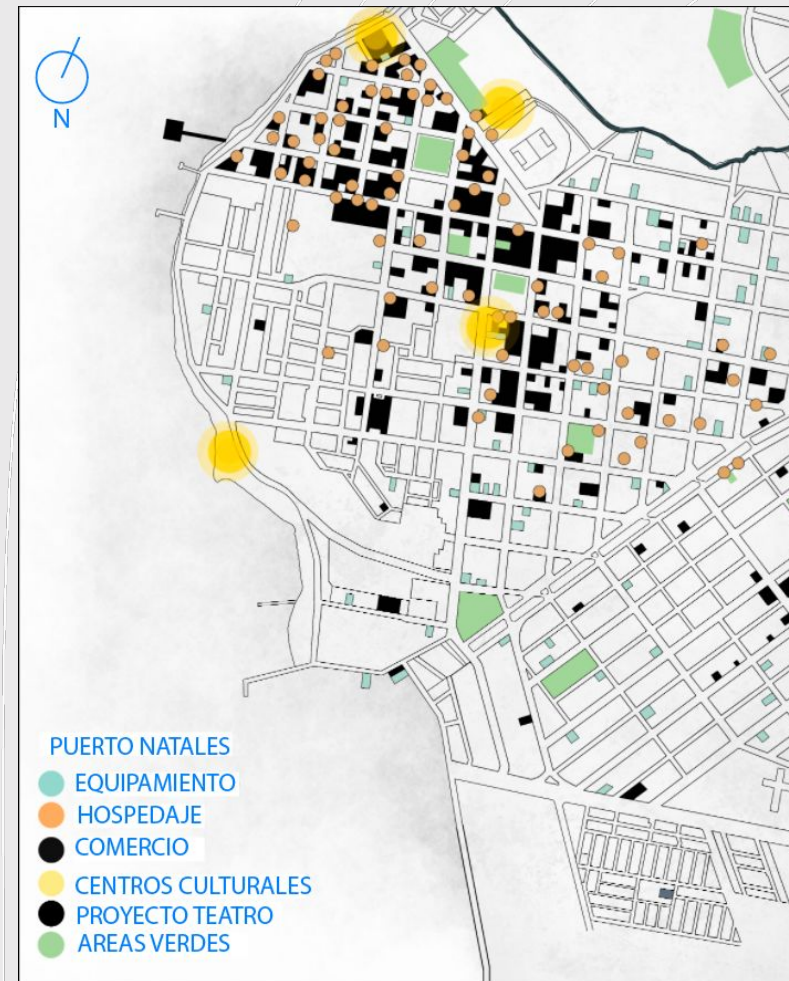 N
PUERTO NATALES
EQUIPAMIENTO
HOSPEDAJE
COMERCIO
CENTROS CULTURALES
PROYECTO TEATRO
AREAS VERDES